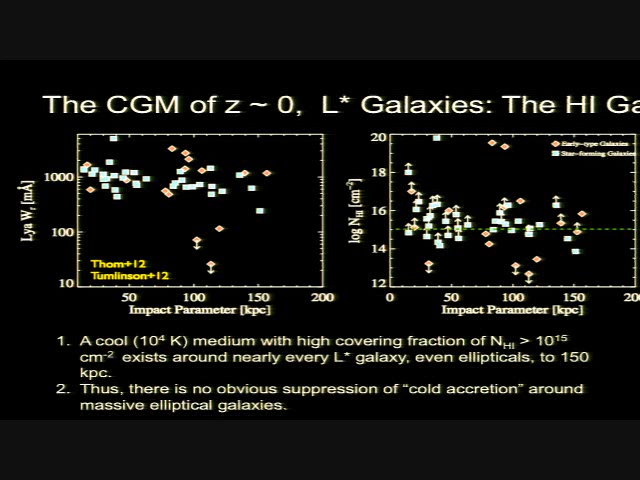 The CGM of z ~ 0, L* Galaxies: The HI Ga
Lya Wr [mÅ]
1000
100
10
50
100
150
200
Impact Parameter [kpc]
Thom+12
Tumlinson+12
log NHI [cm-2]
20
18
16
14
12
0
50
100
150
200
Impact Parameter [kpc]
Early-type Galaxies
Star-forming Galaxies
1. A cool (10⁴ K) medium with high covering fraction of NHI > 10¹⁵
cm-2 exists around nearly every L* galaxy, even ellipticals, to 150
kpc.
2. Thus, there is no obvious suppression of “cold accretion” around
massive elliptical galaxies.